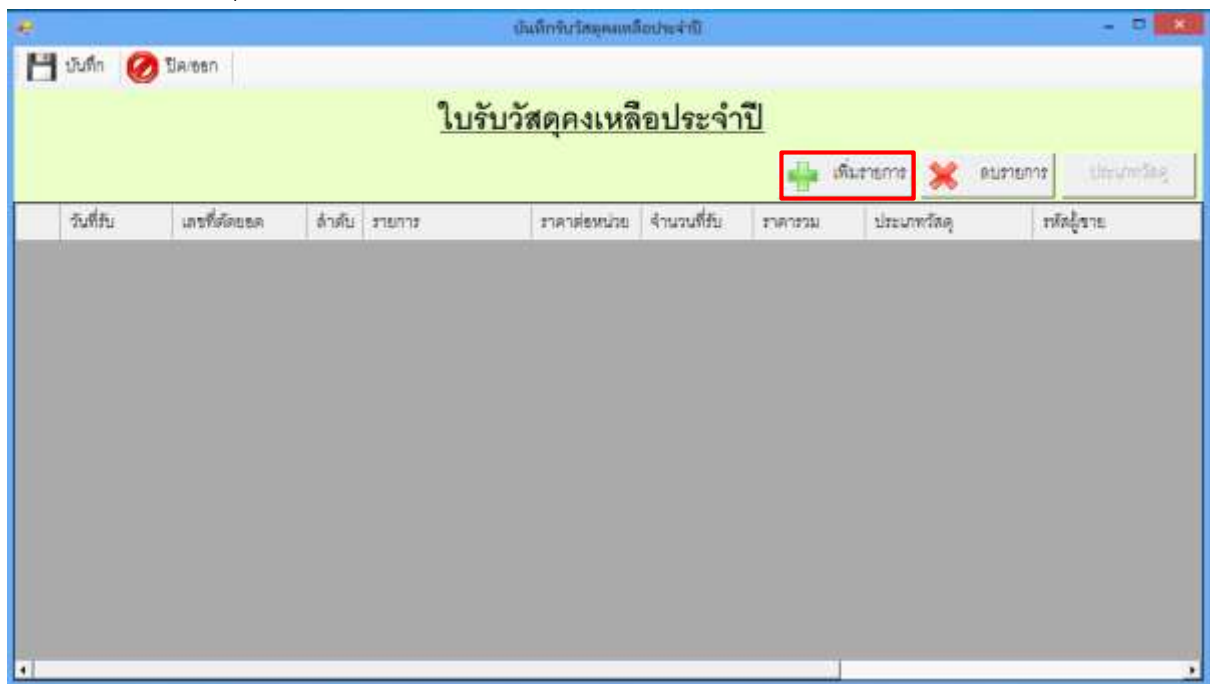 บันทึกรับวัสดุคงเหลือประจำปี
บันทึก ปิด/ออก
ใบรับวัสดุคงเหลือประจำปี
เพิ่มรายการ ลบรายการ ประเภทวัสดุ
วันที่รับ เลขที่ตัดยอด ลำดับ รายการ ราคาต่อหน่วย จำนวนที่รับ ราคารวม ประเภทวัสดุ รหัสผู้ขาย